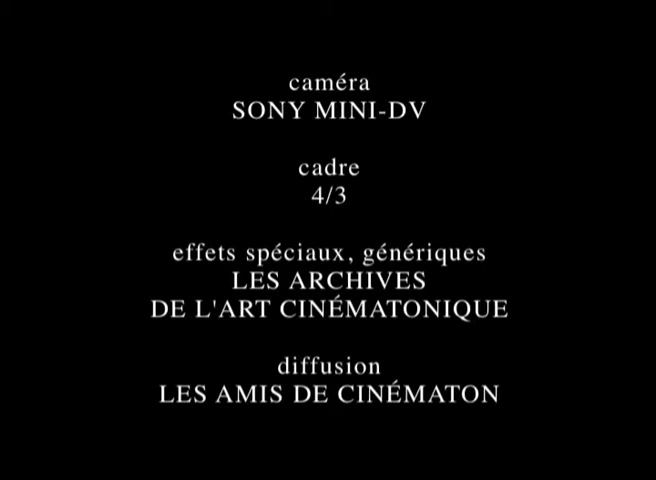 caméra
SONY MINI-DV
cadre
4/3
effets spéciaux, génériques
LES ARCHIVES
DE L'ART CINÉMATONIQUE
diffusion
LES AMIS DE CINÉMATON